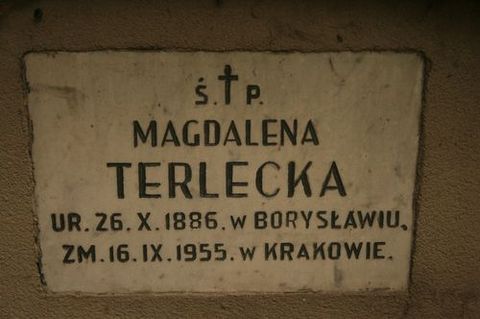 Ś.†P.
MAGDALENA
TERLECKA
UR. 26. X. 1886. w BORYSŁAWIU.
ZM. 16. IX. 1955. w KRAKOWIE.